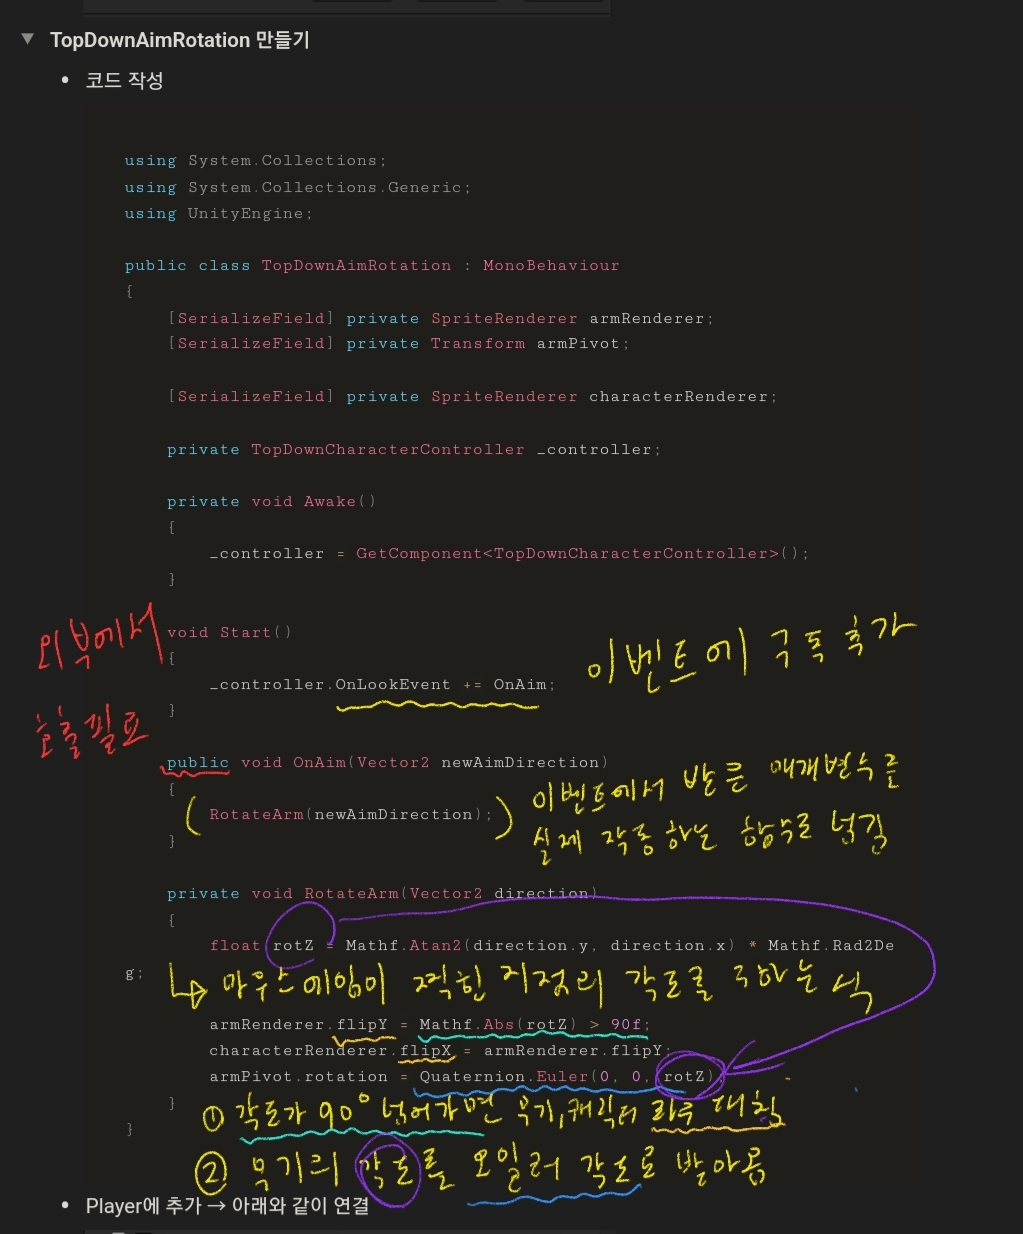 TopDownAimRotation 만들기
코드 작성
using System.Collections;
using System.Collections.Generic;
using UnityEngine;
public class TopDownAimRotation : MonoBehaviour
{
[SerializeField] private SpriteRenderer armRenderer;
[SerializeField] private Transform armPivot;
[SerializeField] private SpriteRenderer characterRenderer;
private TopDownCharacterController _controller;
private void Awake()
{
_controller = GetComponent<TopDownCharacterController>();
}
외부에서
void Start()
{
이벤트에 구독 추가
_controller.OnLookEvent += OnAim;
}
호출필요
public void OnAim(Vector2 newAimDirection)
{
이벤트에서 받은 매개변수를
RotateArm(newAimDirection);
실제 작동하는 함수로 넘김
}
private void RotateArm(Vector2 direction)
{
float rotZ = Mathf.Atan2(direction.y, direction.x) * Mathf.Rad2De
g;
마우스에임이 찍힌 지점의 각도를 구하는 식
armRenderer.flipY = Mathf.Abs(rotZ) > 90f;
characterRenderer.flipX = armRenderer.flipY;
armPivot.rotation = Quaternion.Euler(0, 0, rotZ);
}
① 각도가 90° 넘어가면 무기,캐릭터 좌우 대칭
}
② 무기의 각도를 오일러 각도로 받아옴
Player에 추가 → 아래와 같이 연결